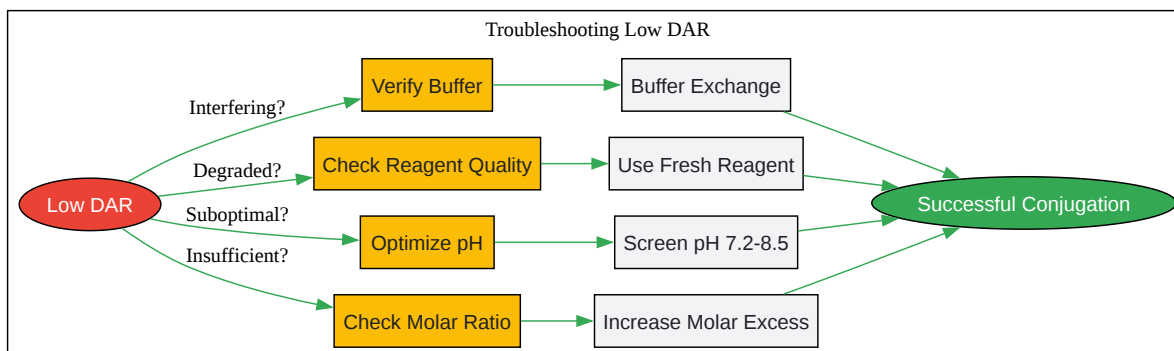 Troubleshooting Low DAR
Low DAR
Interfering?
Verify Buffer
Buffer Exchange
Degraded?
Check Reagent Quality
Use Fresh Reagent
Suboptimal?
Optimize pH
Screen pH 7.2-8.5
Insufficient?
Check Molar Ratio
Increase Molar Excess
Successful Conjugation